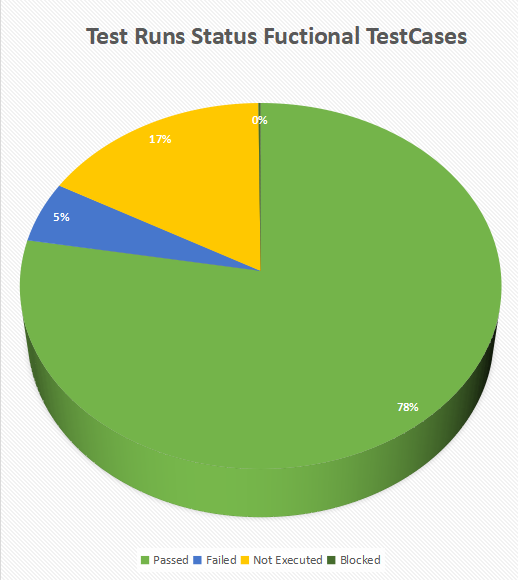 Test Runs Status Fuctional TestCases
0%
17%
5%
78%
Passed Failed Not Executed Blocked